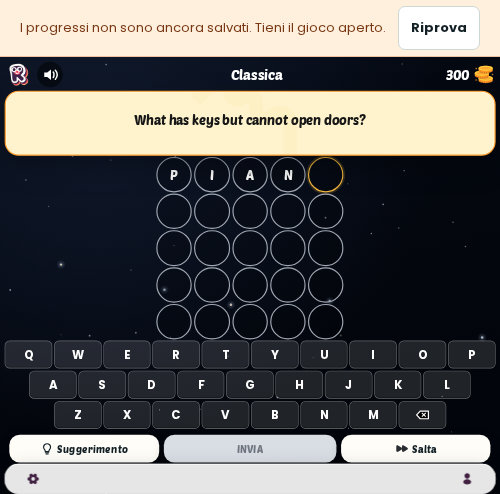 I progressi non sono ancora salvati. Tieni il gioco aperto. Riprova
R Classica 300
What has keys but cannot open doors?
P I A N
Q W E R T Y U I O P
A S D F G H J K L
Z X C V B N M
Suggerimento INVIA Salta